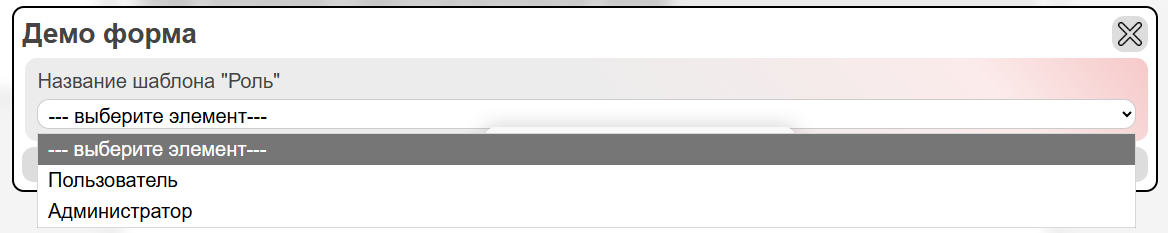 Демо форма
Название шаблона "Роль"
--- выберите элемент---
--- выберите элемент---
Пользователь
Администратор